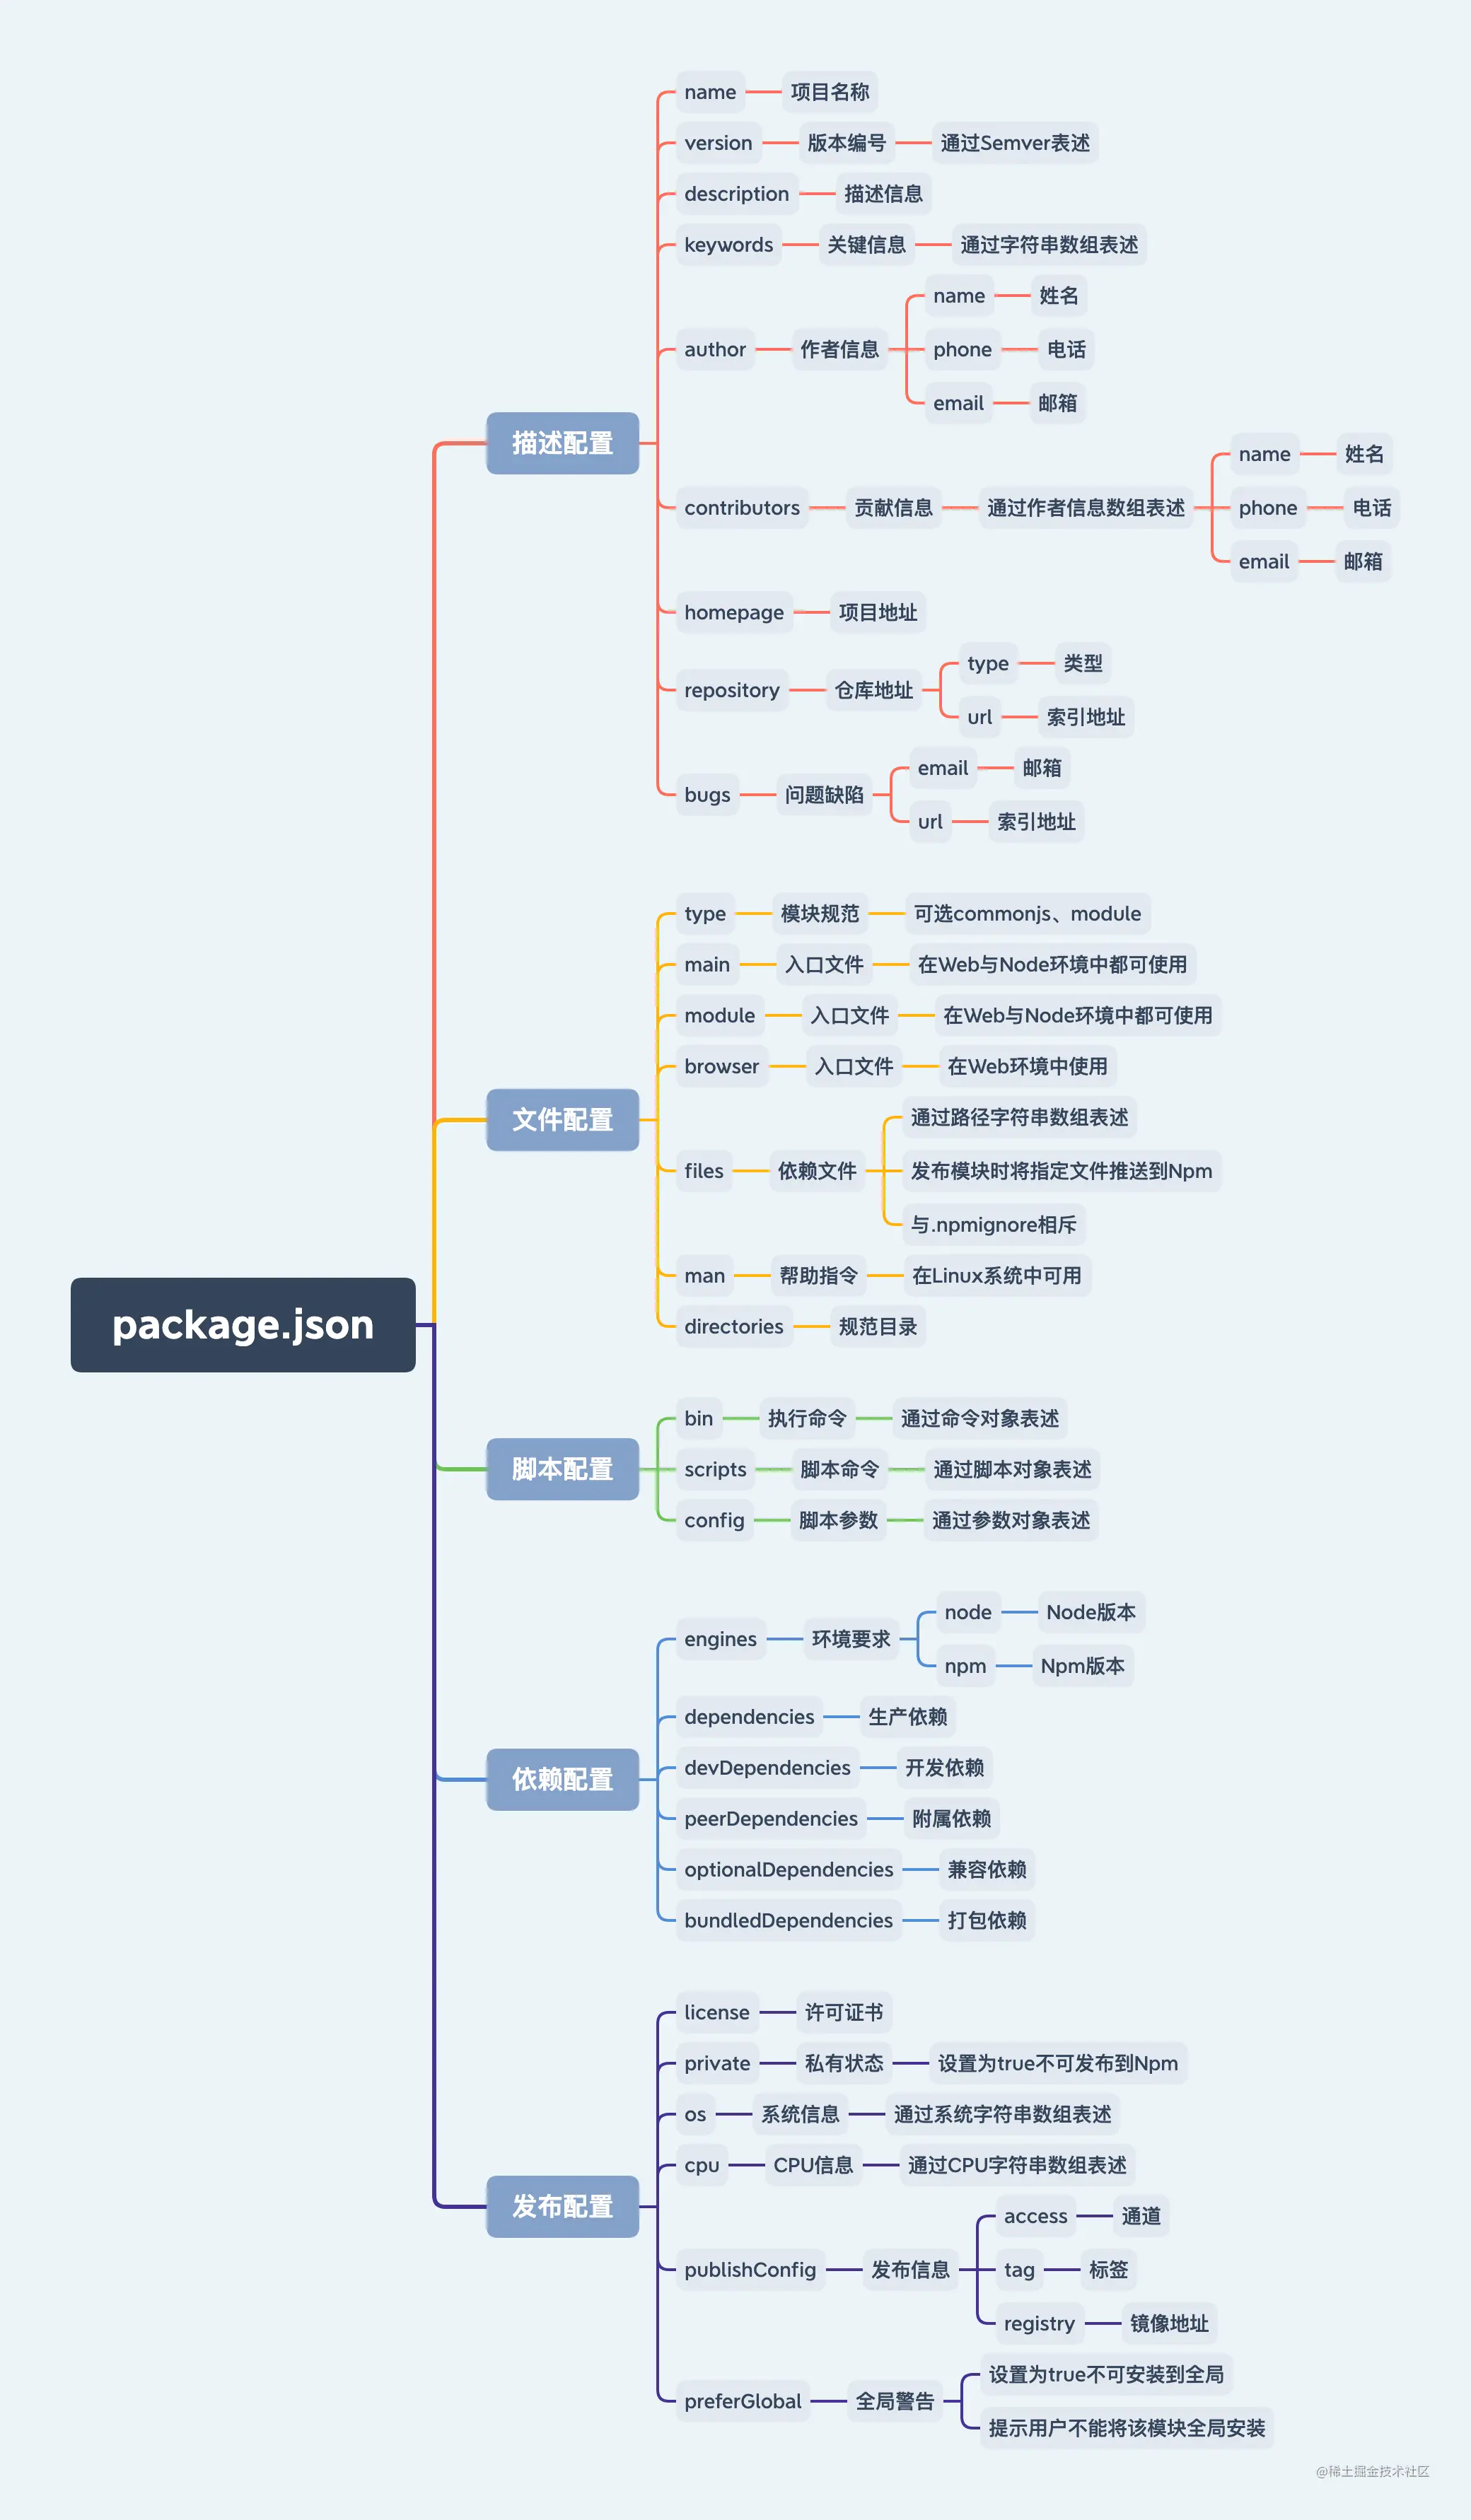 package.json
描述配置
name
项目名称
version
版本编号
通过Semver表述
description
描述信息
keywords
关键信息
通过字符串数组表述
author
作者信息
name
姓名
phone
电话
email
邮箱
contributors
贡献信息
通过作者信息数组表述
name
姓名
phone
电话
email
邮箱
homepage
项目地址
repository
仓库地址
type
类型
url
索引地址
bugs
问题缺陷
email
邮箱
url
索引地址
文件配置
type
模块规范
可选commonjs、module
main
入口文件
在Web与Node环境中都可使用
module
入口文件
在Web与Node环境中都可使用
browser
入口文件
在Web环境中使用
files
依赖文件
通过路径字符串数组表述
发布模块时将指定文件推送到Npm
与.npmignore相斥
man
帮助指令
在Linux系统中可用
directories
规范目录
脚本配置
bin
执行命令
通过命令对象表述
scripts
脚本命令
通过脚本对象表述
config
脚本参数
通过参数对象表述
依赖配置
engines
环境要求
node
Node版本
npm
Npm版本
dependencies
生产依赖
devDependencies
开发依赖
peerDependencies
附属依赖
optionalDependencies
兼容依赖
bundledDependencies
打包依赖
发布配置
license
许可证书
private
私有状态
设置为true不可发布到Npm
os
系统信息
通过系统字符串数组表述
cpu
CPU信息
通过CPU字符串数组表述
publishConfig
发布信息
access
通道
tag
标签
registry
镜像地址
preferGlobal
全局警告
设置为true不可安装到全局
提示用户不能将该模块全局安装
@稀土掘金技术社区